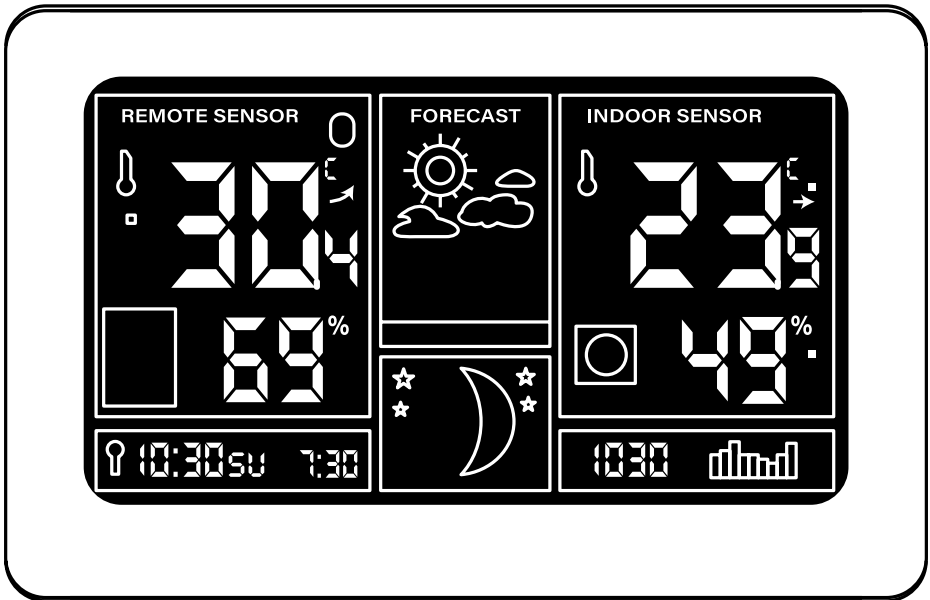 REMOTE SENSOR
30.4 C
69%
10:30 SU 7:30
FORECAST
INDOOR SENSOR
23.9 C
49%
1030